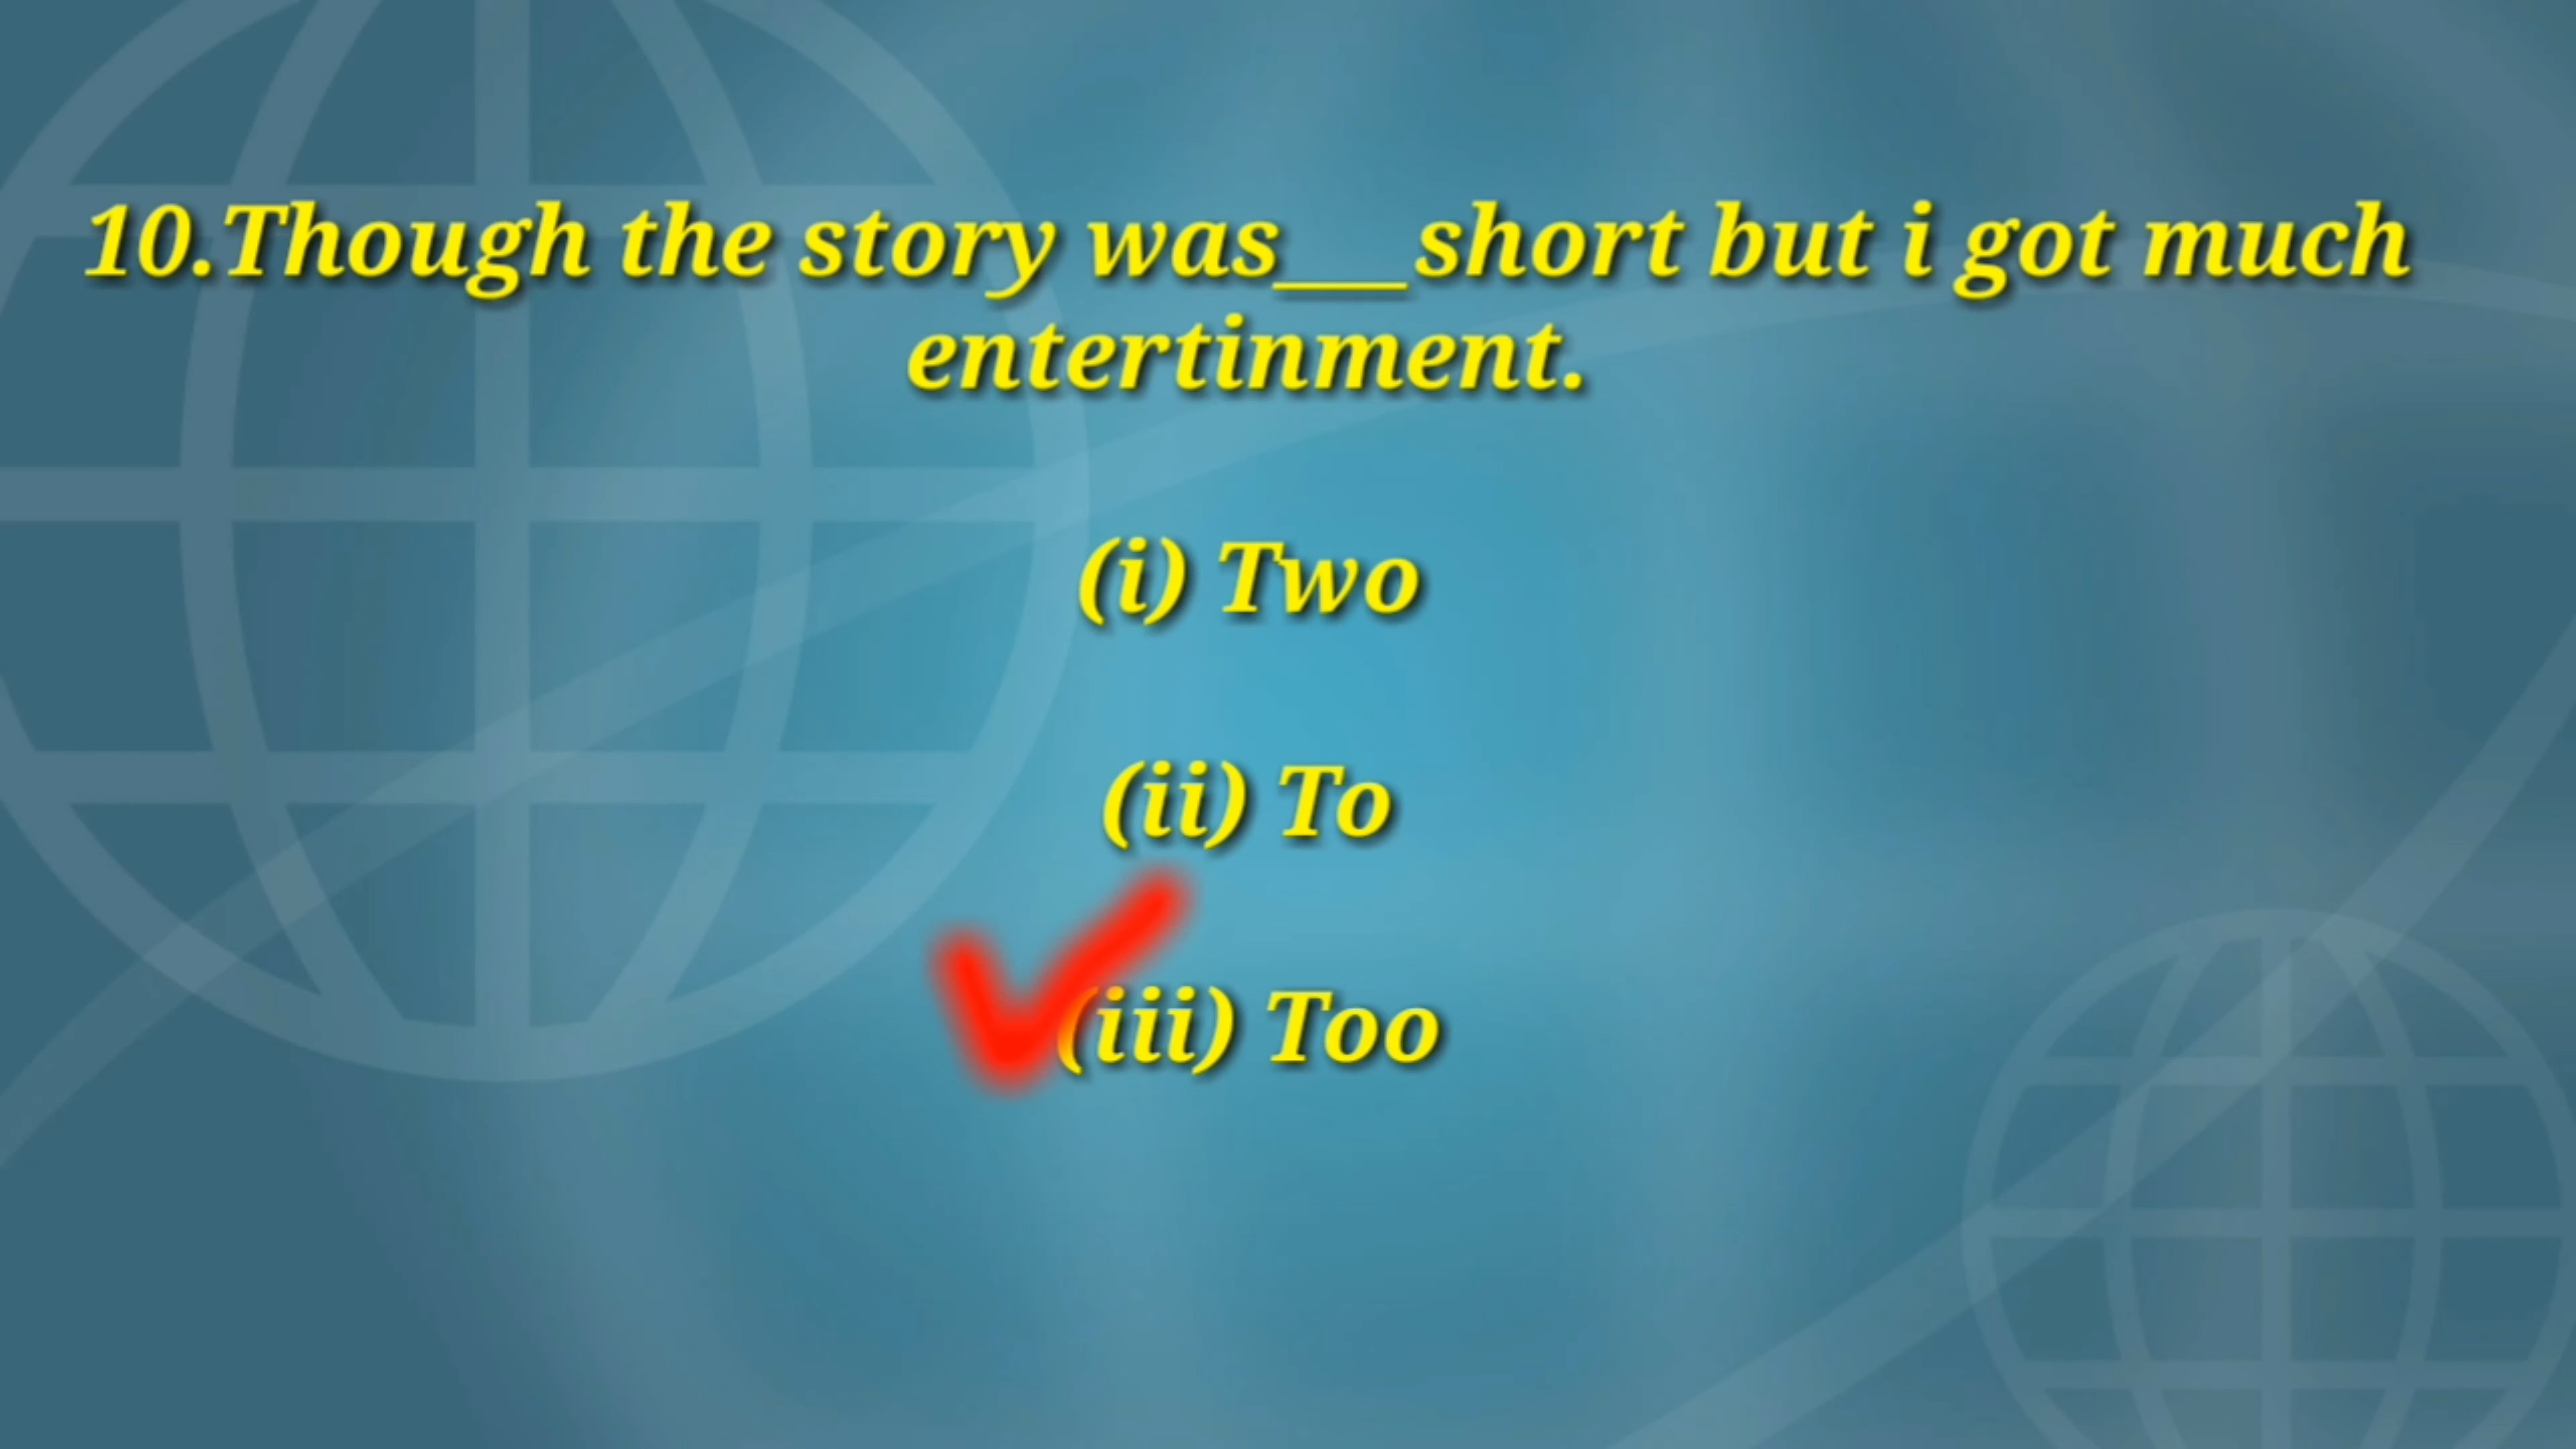 10.Though the story was___short but i got much
entertinment.
(i) Two
(ii) To
(iii) Too